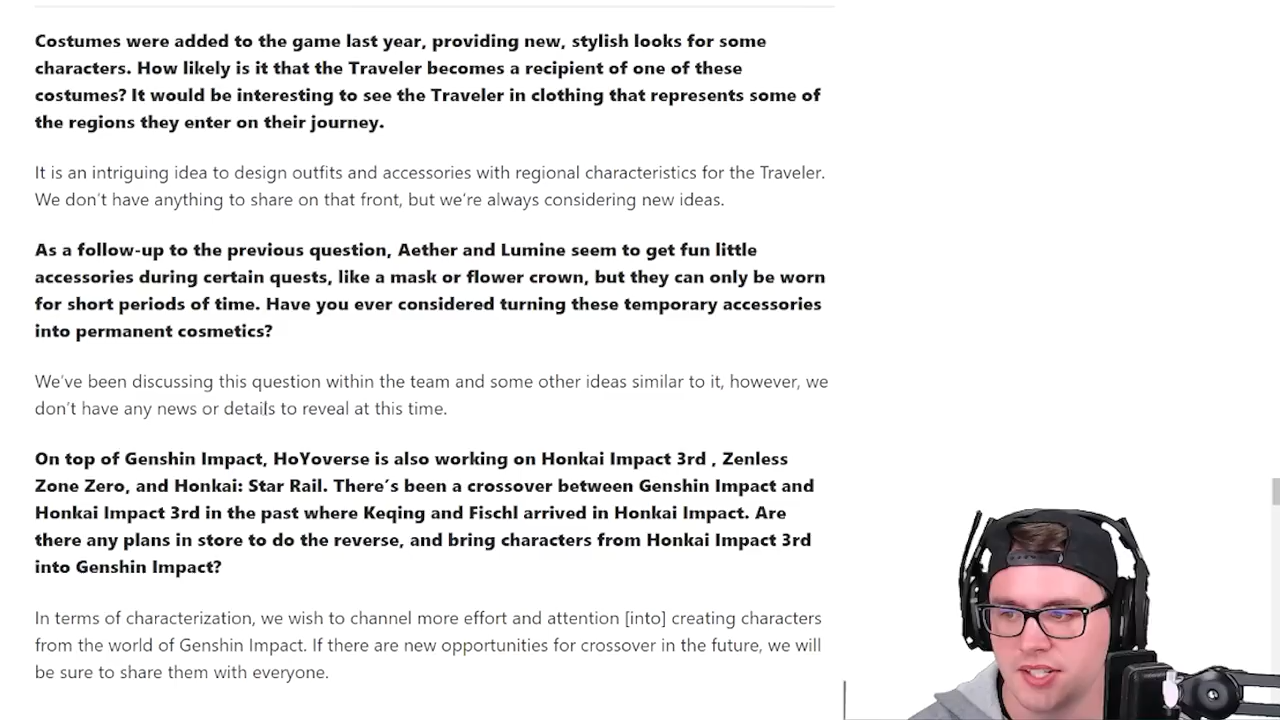 Costumes were added to the game last year, providing new, stylish looks for some
characters. How likely is it that the Traveler becomes a recipient of one of these
costumes? It would be interesting to see the Traveler in clothing that represents some of
the regions they enter on their journey.
It is an intriguing idea to design outfits and accessories with regional characteristics for the Traveler.
We don't have anything to share on that front, but we're always considering new ideas.
As a follow-up to the previous question, Aether and Lumine seem to get fun little
accessories during certain quests, like a mask or flower crown, but they can only be worn
for short periods of time. Have you ever considered turning these temporary accessories
into permanent cosmetics?
We've been discussing this question within the team and some other ideas similar to it, however, we
don't have any news or details to reveal at this time.
On top of Genshin Impact, HoYoverse is also working on Honkai Impact 3rd , Zenless
Zone Zero, and Honkai: Star Rail. There's been a crossover between Genshin Impact and
Honkai Impact 3rd in the past where Keqing and Fischl arrived in Honkai Impact. Are
there any plans in store to do the reverse, and bring characters from Honkai Impact 3rd
into Genshin Impact?
In terms of characterization, we wish to channel more effort and attention [into] creating characters
from the world of Genshin Impact. If there are new opportunities for crossover in the future, we will
be sure to share them with everyone.